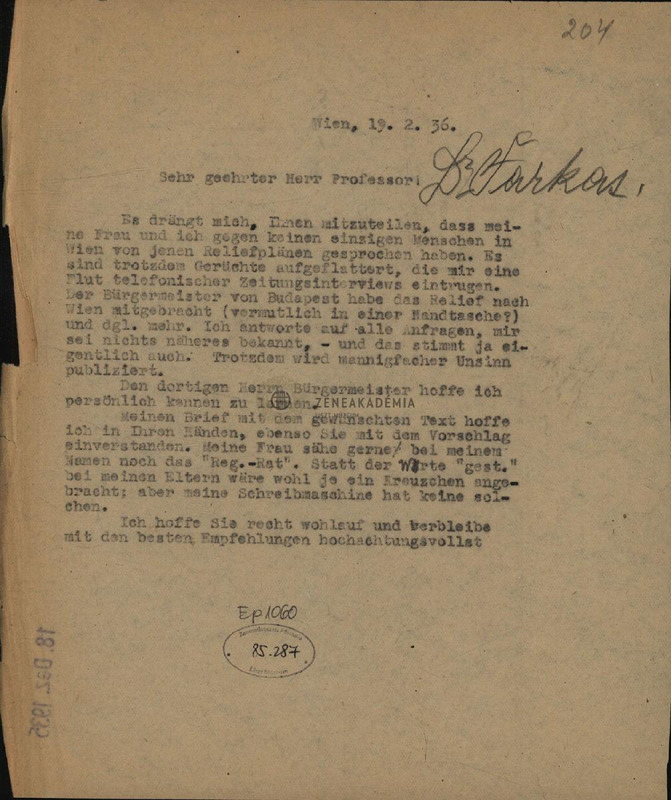 204
Wien, 19. 2. 36.
Sehr geehrter Herr Professor! Dr Farkas.
Es drängt mich, Ihnen mitzuteilen, dass mei-
ne Frau und ich gegen keinen einzigen Menschen in
Wien von jenen Reliefplänen gesprochen haben. Es
sind trotzdem Gerüchte aufgeflattert, die mir eine
Flut telefonischer Zeitungsinterviews eintrugen.
Der Bürgermeister von Budapest habe das Relief nach
Wien mitgebracht (vermutlich in einer Handtasche?)
und dgl. mehr. Ich antworte auf alle Anfragen, mir
sei nichts näheres bekannt, - und das stimmt ja ei-
gentlich auch. Trotzdem wird mannigfacher Unsinn
publiziert.
Den dortigen Herrn Bürgermeister hoffe ich
persönlich kennen zu lernen. ZENEAKADÉMIA
Meinen Brief mit dem gewünschten Text hoffe
ich in Ihren Händen, ebenso Sie mit dem Vorschlag
einverstanden. Meine Frau sähe gerne bei meinem
Namen noch das "Reg.-Rat". Statt der Worte "gest."
bei meinen Eltern wäre wohl je ein Kreuzchen ange-
bracht; aber meine Schreibmaschine hat keine sol-
chen.
Ich hoffe Sie recht wohlauf und verbleibe
mit den besten Empfehlungen hochachtungsvollst
Ep 1060
85.287
18. Dez. 1935